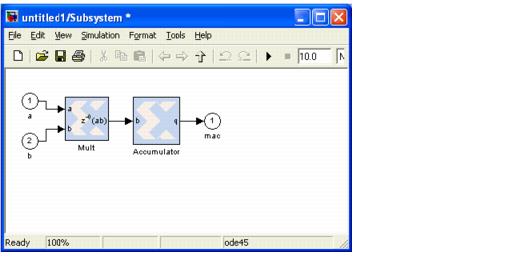 untitled1/Subsystem *
File Edit View Simulation Format Tools Help
10.0 N
1
a
2
b
a
b
z⁻⁰(ab)
Mult
b q
Accumulator
1
mac
Ready 100% ode45